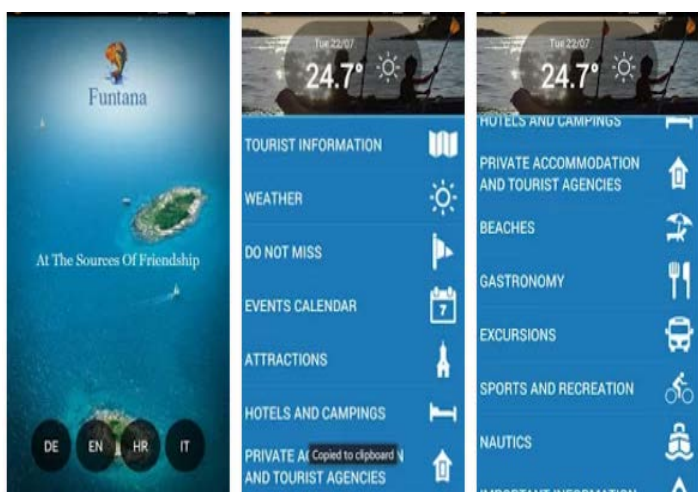 Funtana
At The Sources Of Friendship
DE EN HR IT
Tue 22/07
24.7°
TOURIST INFORMATION
WEATHER
DO NOT MISS
EVENTS CALENDAR
7
ATTRACTIONS
HOTELS AND CAMPINGS
PRIVATE
Copied to clipboard
AND TOURIST AGENCIES
Tue 22/07
24.7°
HOTELS AND CAMPINGS
PRIVATE ACCOMMODATION
AND TOURIST AGENCIES
BEACHES
GASTRONOMY
EXCURSIONS
SPORTS AND RECREATION
NAUTICS
IMPORTANT INFORMATION